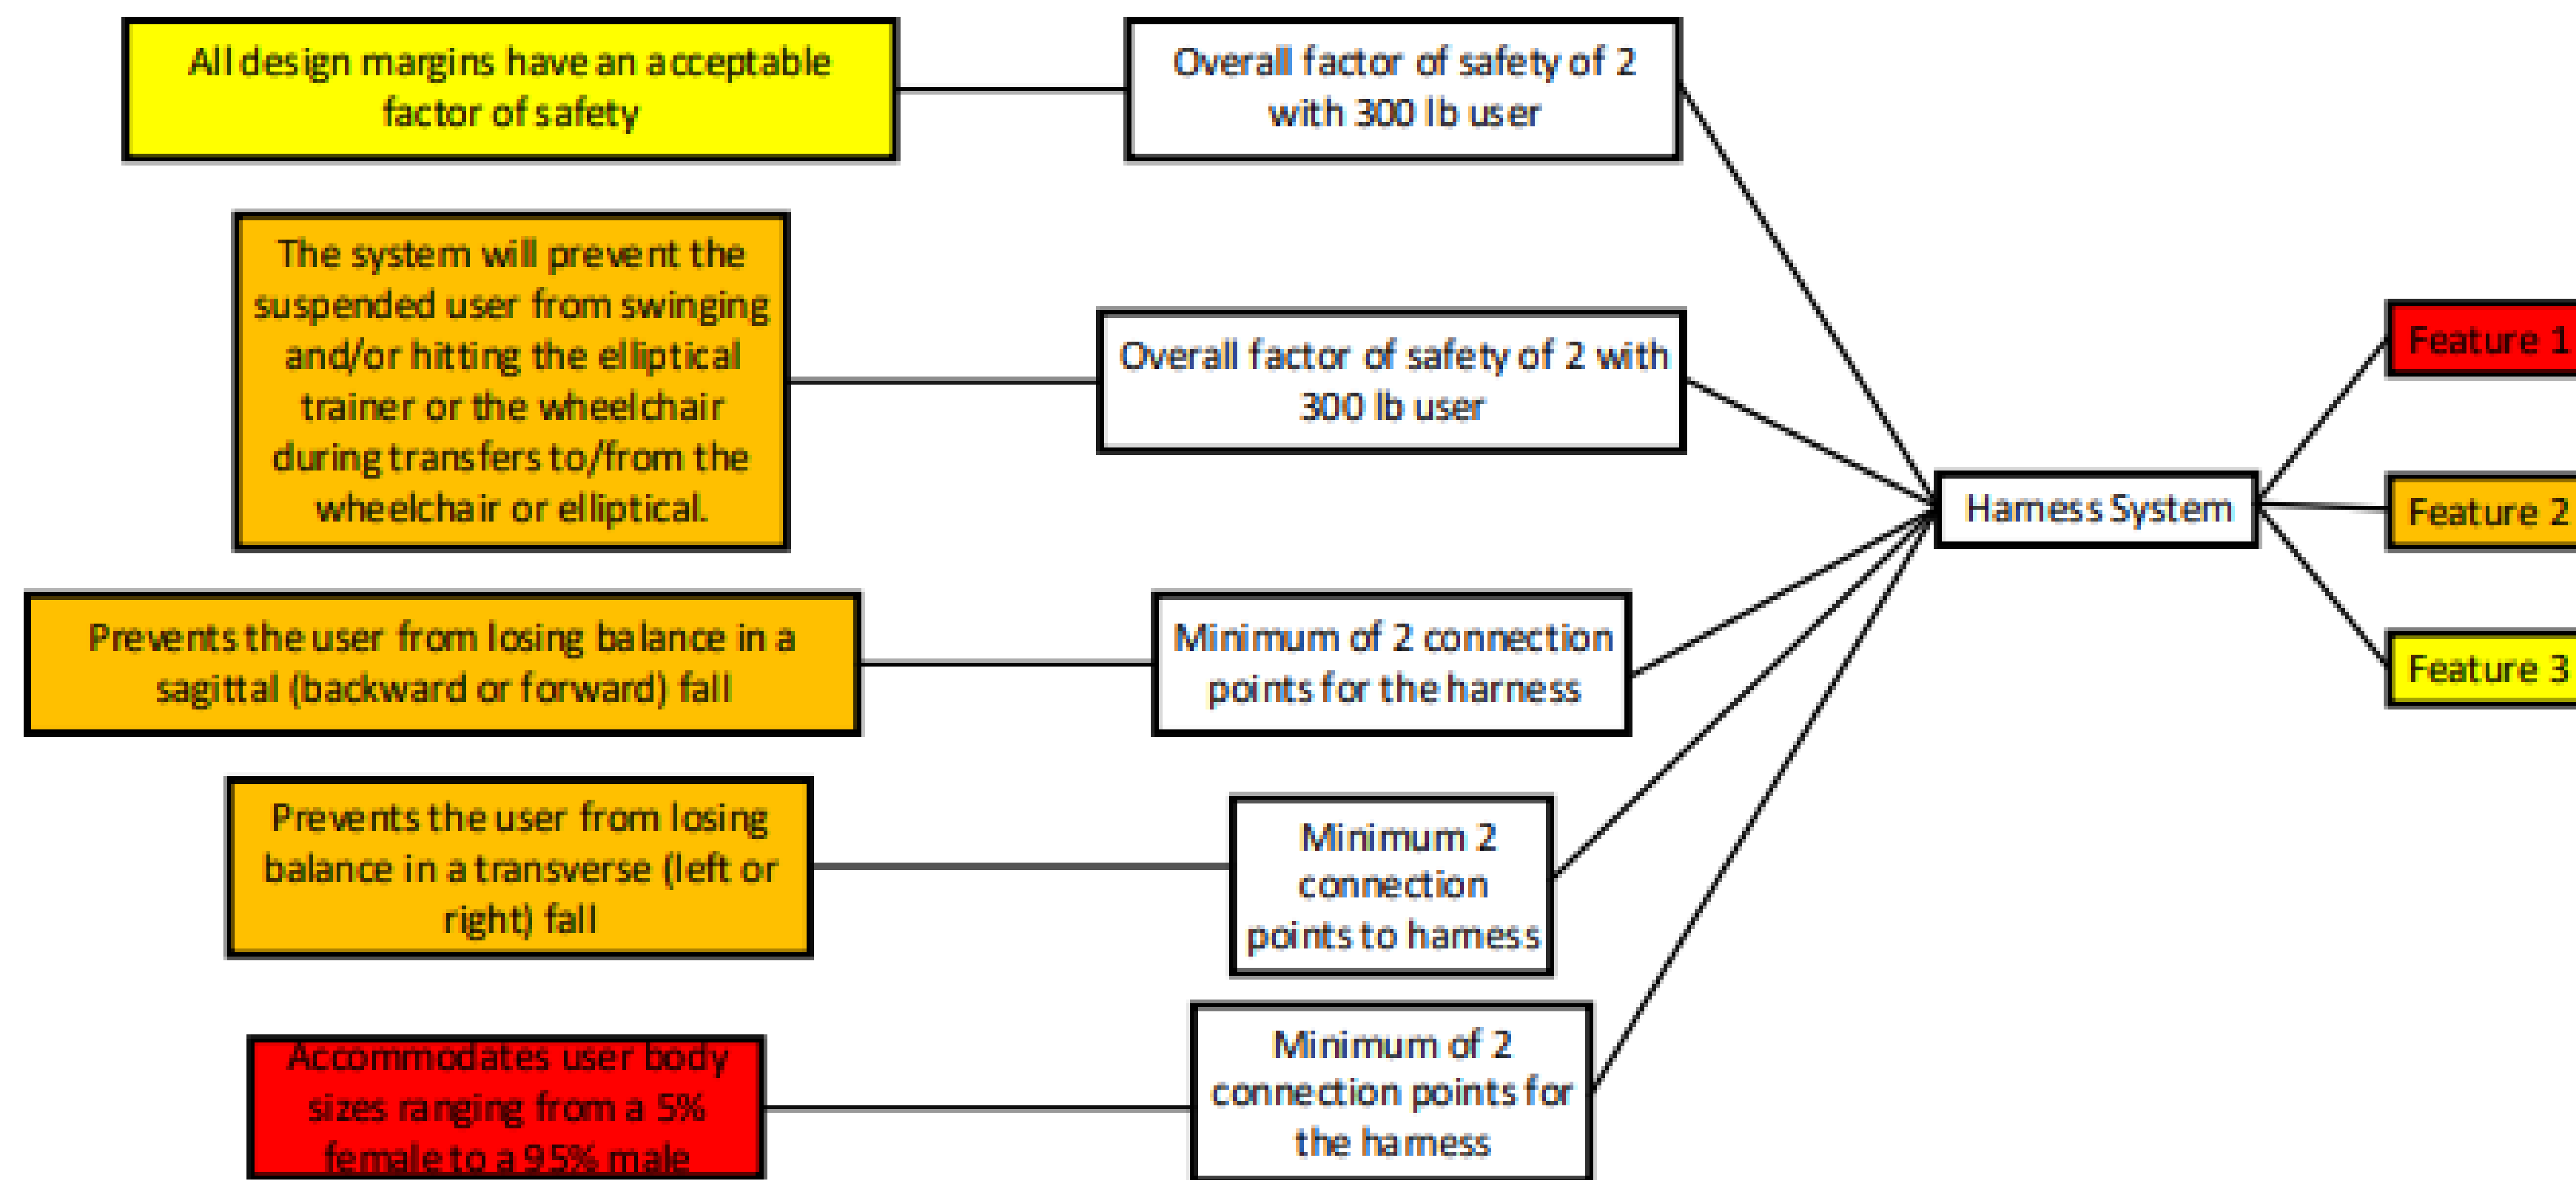 All design margins have an acceptable
factor of safety
Overall factor of safety of 2
with 300 lb user
The system will prevent the
suspended user from swinging
and/or hitting the elliptical
trainer or the wheelchair
during transfers to/from the
wheelchair or elliptical.
Overall factor of safety of 2 with
300 lb user
Prevents the user from losing balance in a
sagittal (backward or forward) fall
Minimum of 2 connection
points for the harness
Prevents the user from losing
balance in a transverse (left or
right) fall
Minimum 2
connection
points to harness
Accommodates user body
sizes ranging from a 5%
female to a 95% male
Minimum of 2
connection points for
the harness
Harness System
Feature 1
Feature 2
Feature 3